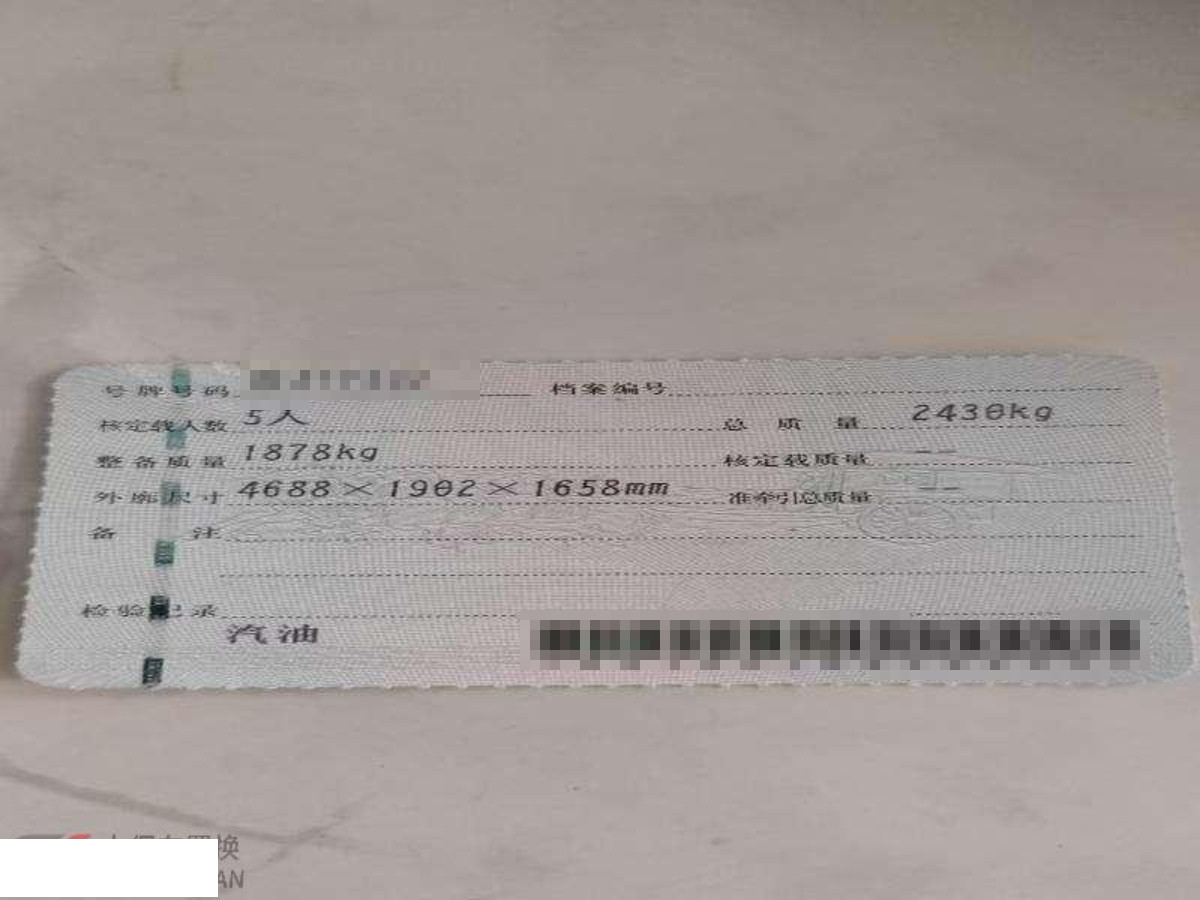 号牌号码 档案编号
核定载人数 5人 总质量 2430kg
整备质量 1878kg 核定载质量 --
外廓尺寸 4688×1902×1658mm 准牵引总质量 --
备注
检验记录
汽油
换
AN